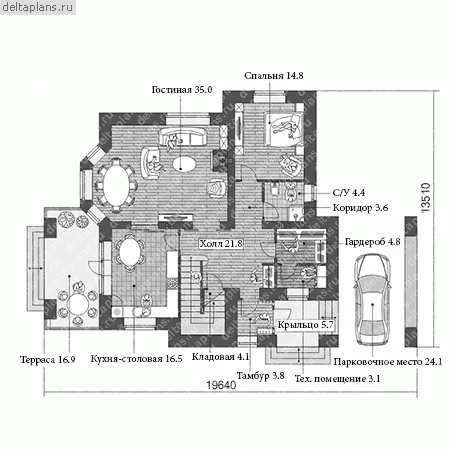 deltaplans.ru
Гостиная 35.0
Спальня 14.8
С/У 4.4
Коридор 3.6
13510
Холл 21.8
Гардероб 4.8
Крыльцо 5.7
Терраса 16.9
Кухня-столовая 16.5
Кладовая 4.1
Парковочное место 24.1
Тамбур 3.8
Тех. помещение 3.1
19640